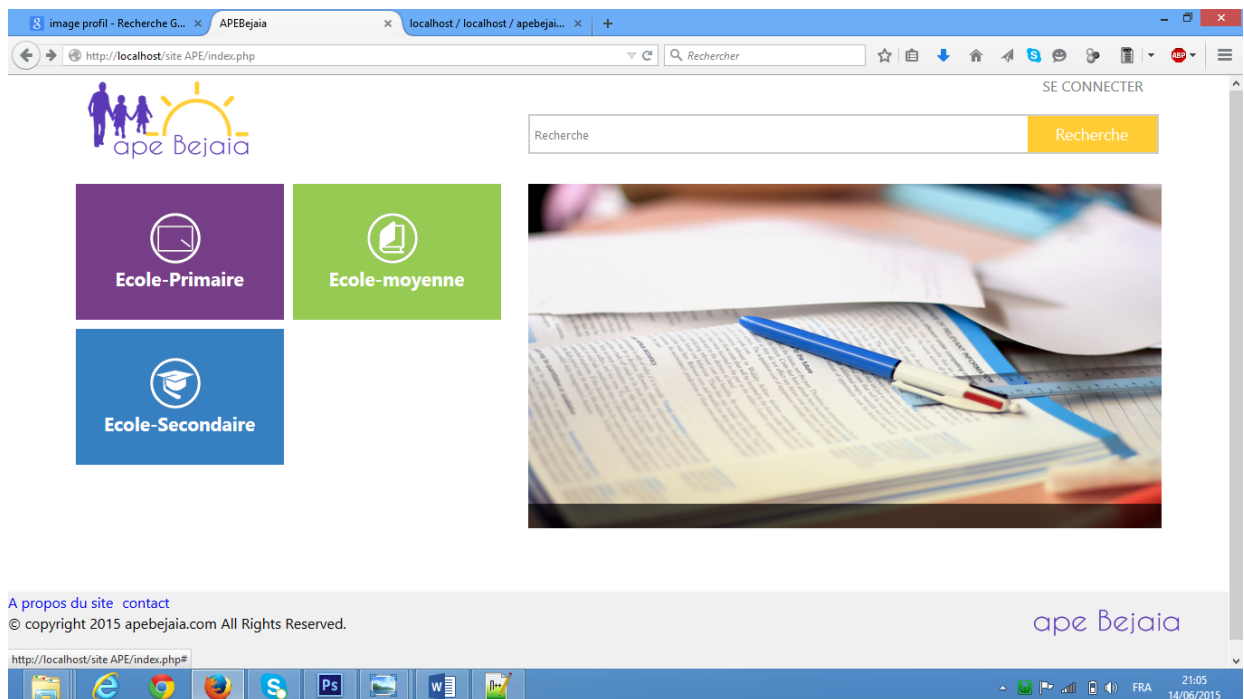 image profil - Recherche G...
APEBejaia
localhost / localhost / apebejai...
http://localhost/site APE/index.php
Rechercher
ABP
SE CONNECTER
ape Bejaia
Recherche
Recherche
Ecole-Primaire
Ecole-moyenne
Ecole-Secondaire
A propos du site contact
© copyright 2015 apebejaia.com All Rights Reserved.
ape Bejaia
http://localhost/site APE/index.php#
FRA
21:05
14/06/2015